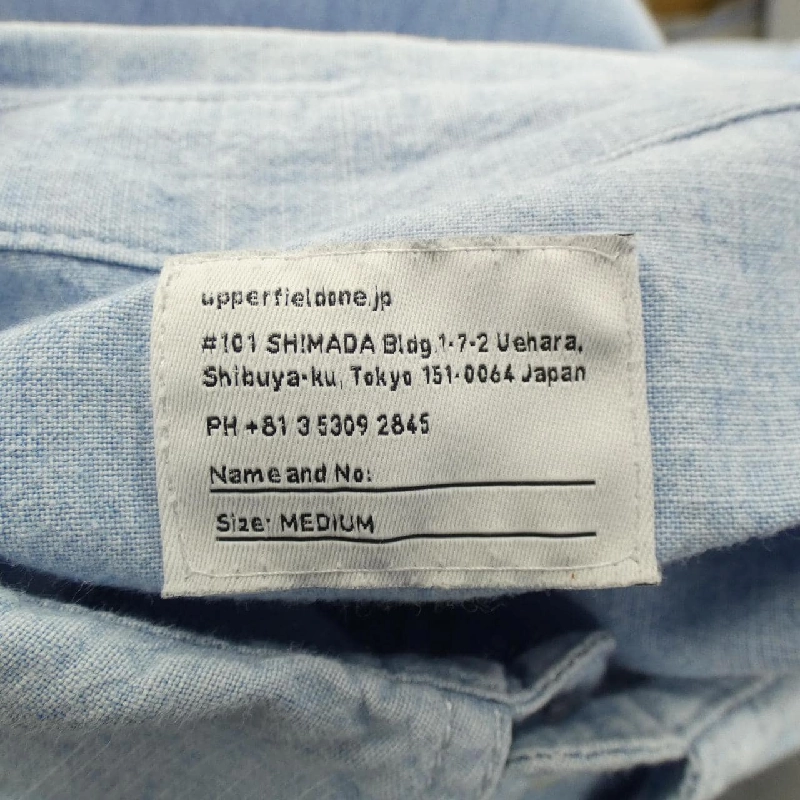 upperfieldone.jp
#101 SHIMADA Bldg.1-7-2 Uehara,
Shibuya-ku, Tokyo 151-0064 Japan
PH +81 3 5309 2845
Name and No:
Size: MEDIUM